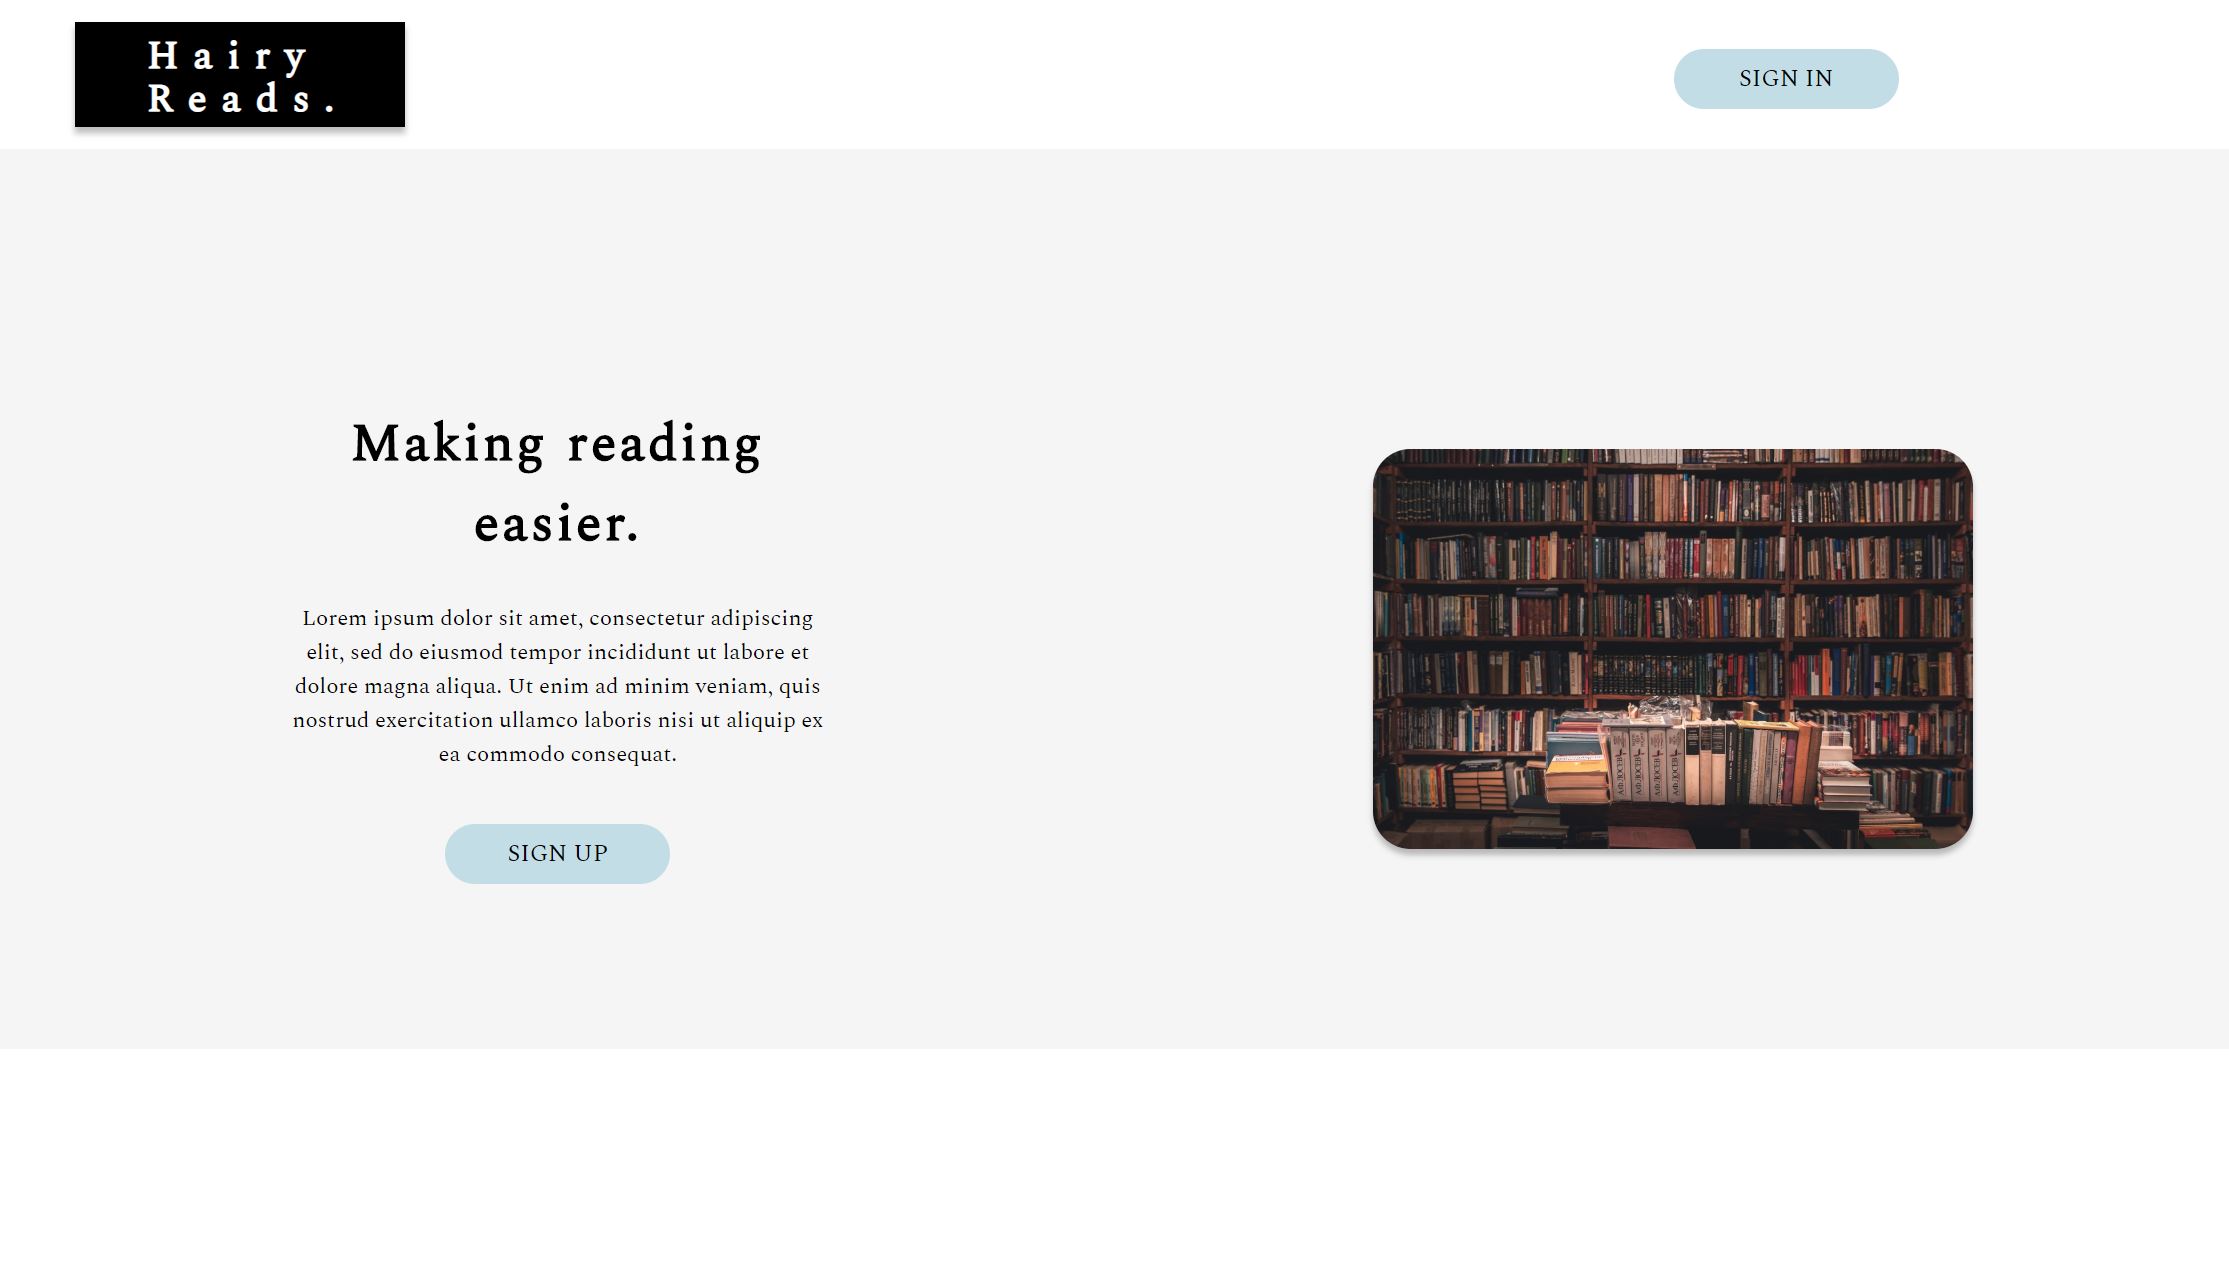 Hairy
Reads.
SIGN IN
Making reading
easier.
Lorem ipsum dolor sit amet, consectetur adipiscing
elit, sed do eiusmod tempor incididunt ut labore et
dolore magna aliqua. Ut enim ad minim veniam, quis
nostrud exercitation ullamco laboris nisi ut aliquip ex
ea commodo consequat.
SIGN UP